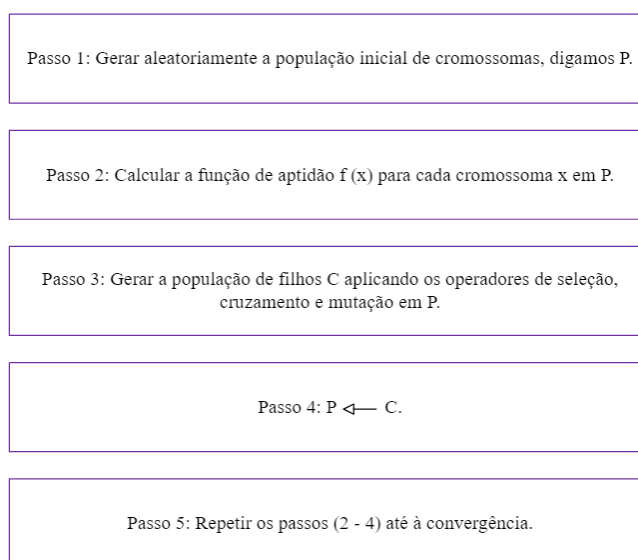 Passo 1: Gerar aleatoriamente a população inicial de cromossomas, digamos P.
Passo 2: Calcular a função de aptidão f (x) para cada cromossoma x em P.
Passo 3: Gerar a população de filhos C aplicando os operadores de seleção,
cruzamento e mutação em P.
Passo 4: P ← C.
Passo 5: Repetir os passos (2 - 4) até à convergência.